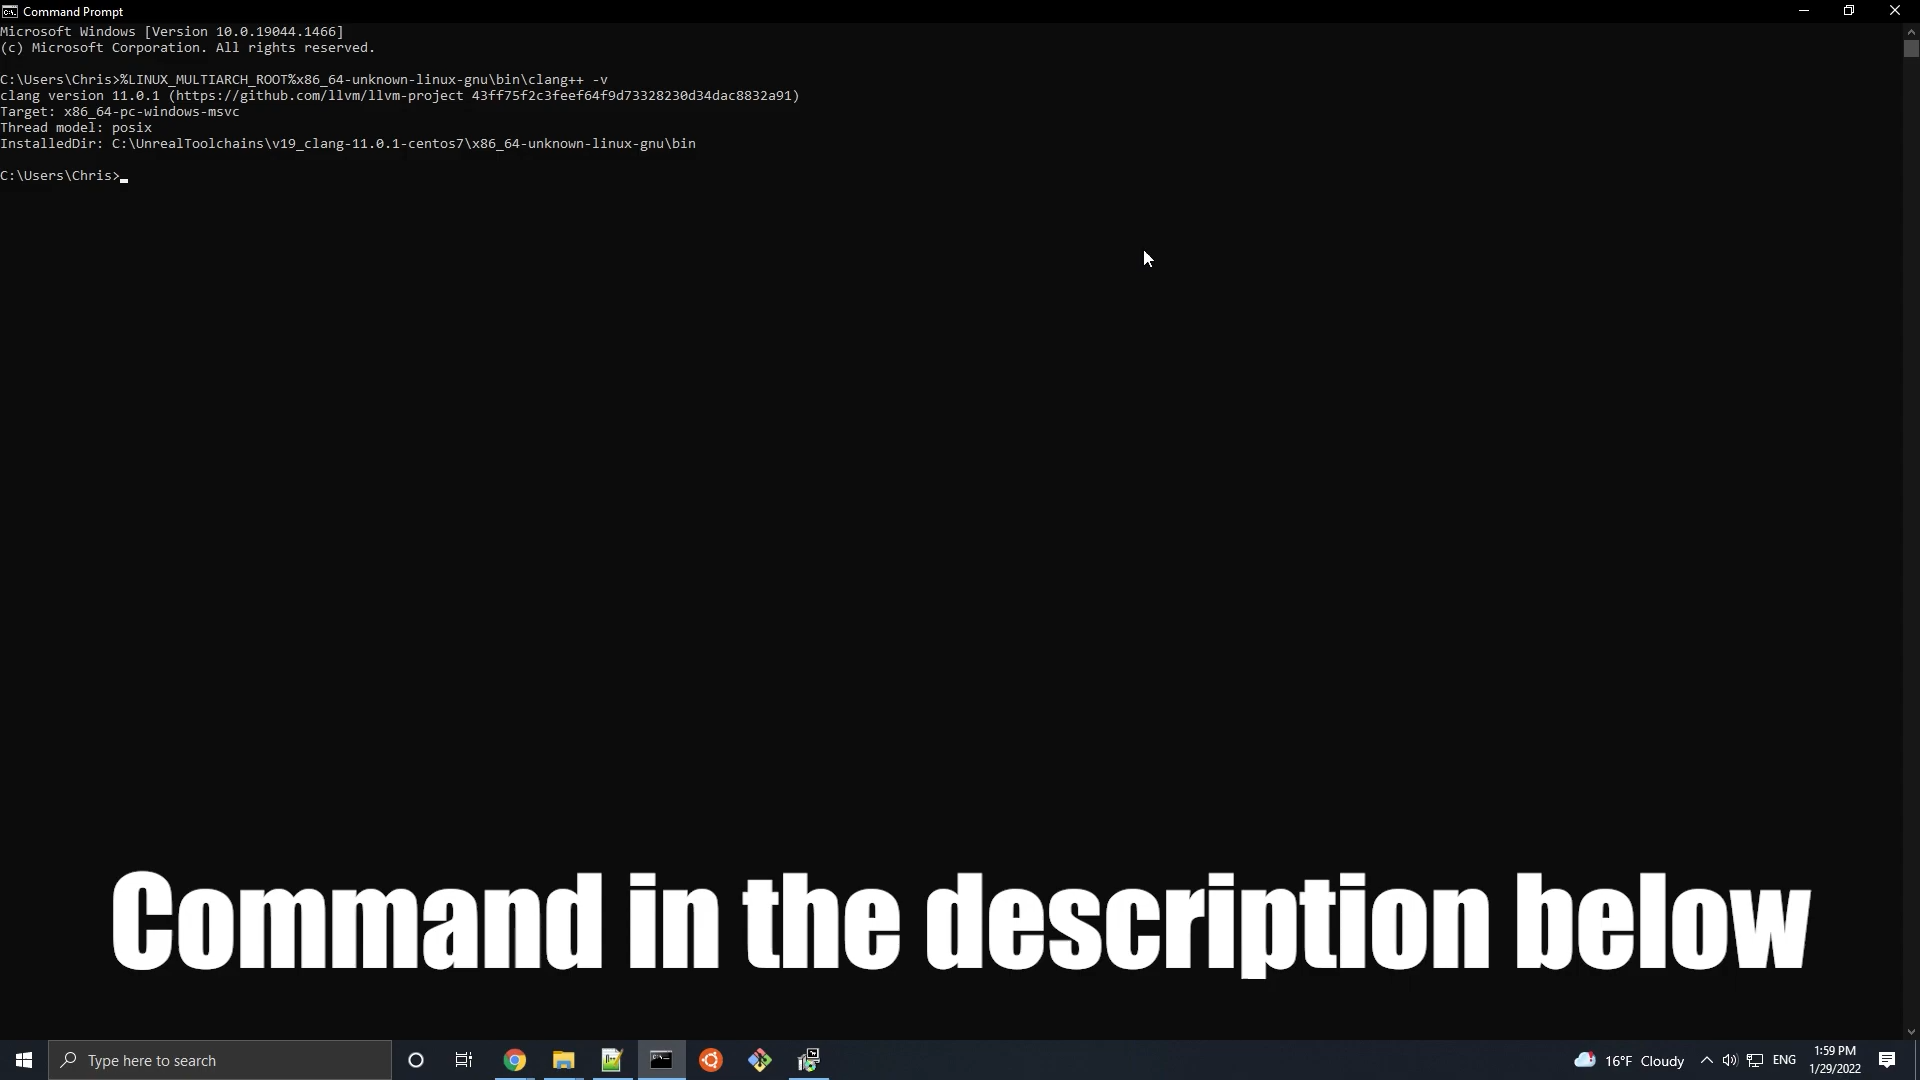 Command Prompt
Microsoft Windows [Version 10.0.19044.1466]
(c) Microsoft Corporation. All rights reserved.
C:\Users\Chris>%LINUX_MULTIARCH_ROOT%x86_64-unknown-linux-gnu\bin\clang++ -v
clang version 11.0.1 (https://github.com/llvm/llvm-project 43ff75f2c3feef64f9d73328230d34dac8832a91)
Target: x86_64-pc-windows-msvc
Thread model: posix
InstalledDir: C:\UnrealToolchains\v19_clang-11.0.1-centos7\x86_64-unknown-linux-gnu\bin
C:\Users\Chris>
Command in the description below
Type here to search
16°F Cloudy
ENG
1:59 PM
1/29/2022